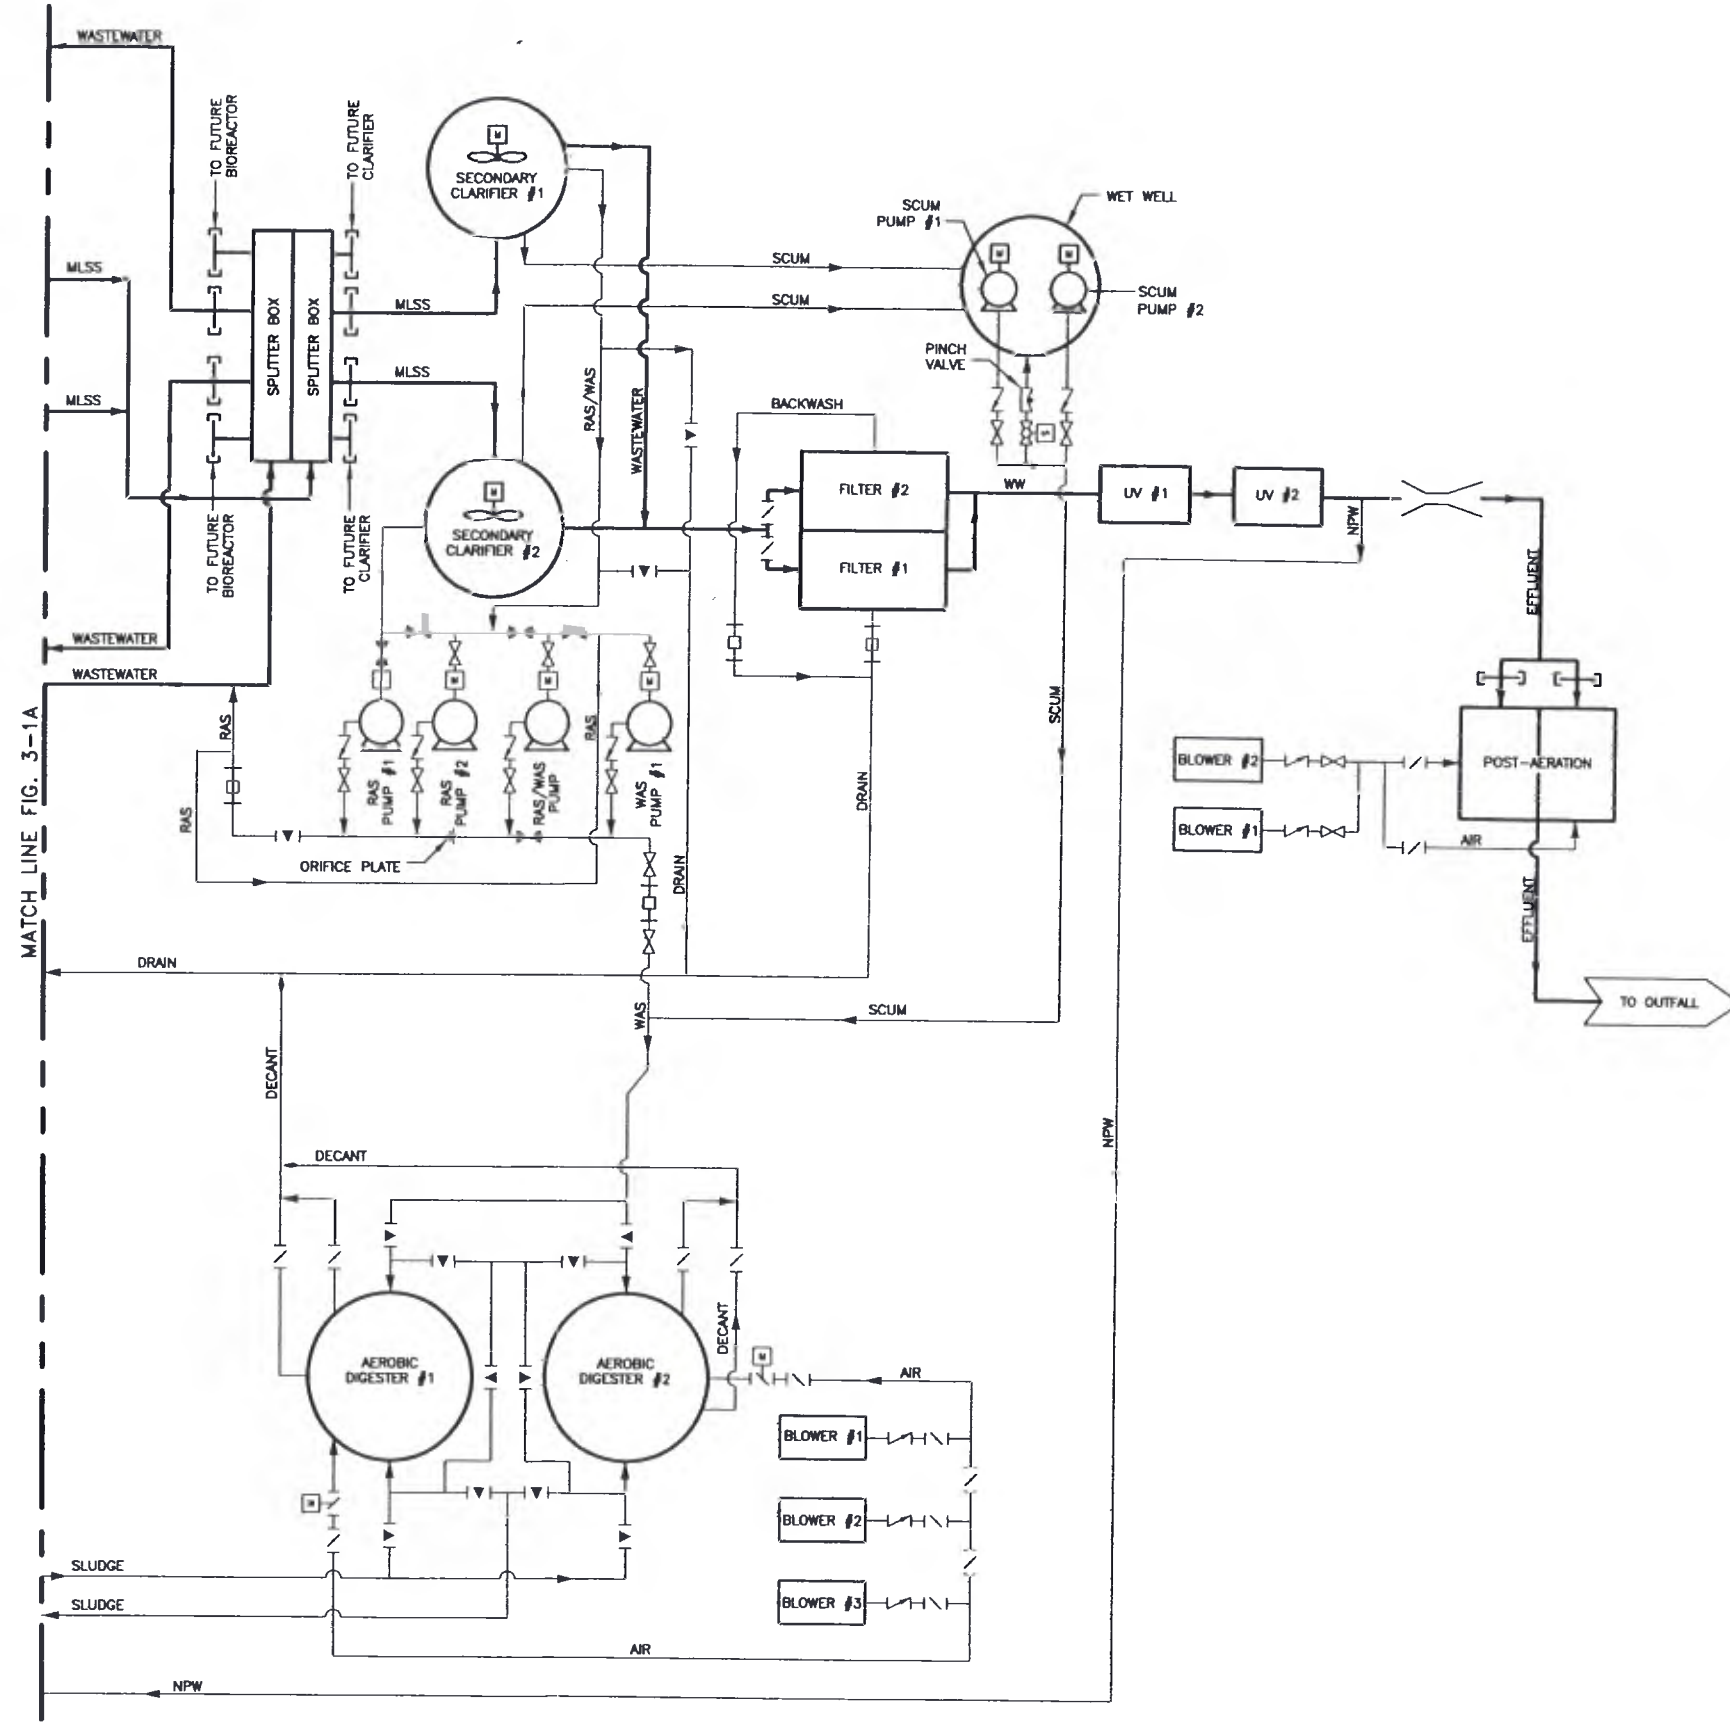 WASTEWATER
TO FUTURE
BIOREACTOR
TO FUTURE
CLARIFIER
M
SECONDARY
CLARIFIER #1
MLSS
MLSS
SPLITTER BOX
SPLITTER BOX
MLSS
MLSS
SCUM
SCUM
SCUM
PUMP #1
WET WELL
M
M
SCUM
PUMP #2
PINCH
VALVE
RAS/WAS
WASTEWATER
BACKWASH
TO FUTURE
BIOREACTOR
TO FUTURE
CLARIFIER
M
SECONDARY
CLARIFIER #2
FILTER #2
FILTER #1
WW
UV #1
UV #2
NPW
EFFLUENT
WASTEWATER
WASTEWATER
MATCH LINE FIG. 3-1A
RAS
RAS
M
M
M
RAS
PUMP #1
RAS
PUMP #2
RAS/WAS
PUMP
RAS
WAS
PUMP #1
ORIFICE PLATE
DRAIN
DRAIN
SCUM
BLOWER #2
BLOWER #1
POST-AERATION
AIR
EFFLUENT
TO OUTFALL
DRAIN
WAS
SCUM
DECANT
DECANT
NPW
AEROBIC
DIGESTER #1
AEROBIC
DIGESTER #2
DECANT
M
AIR
BLOWER #1
M
BLOWER #2
BLOWER #3
SLUDGE
SLUDGE
AIR
NPW